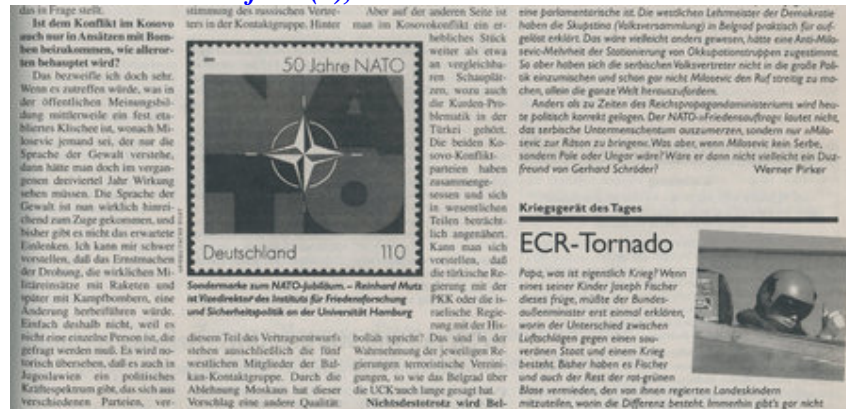 das in Frage stellt.
Ist dem Konflikt im Kosovo
auch nur in Ansätzen mit Bom-
ben beizukommen, wie alleror-
ten behauptet wird?
Das bezweifle ich doch sehr.
Wenn es zutreffen würde, was in
der öffentlichen Meinungsbil-
dung mittlerweile ein fest eta-
bliertes Klischee ist, wonach Mi-
losevic jemand sei, der nur die
Sprache der Gewalt verstehe,
dann hätte man doch im vergan-
genen dreiviertel Jahr Wirkung
sehen müssen. Die Sprache der
Gewalt ist nun wirklich hinrei-
chend zum Zuge gekommen, und
bisher gibt es nicht das erwartete
Einlenken. Ich kann mir schwer
vorstellen, daß das Ernstmachen
der Drohung, die wirklichen Mi-
litäreinsätze mit Raketen und
später mit Kampfbombern, eine
Änderung herbeiführen würde.
Einfach deshalb nicht, weil es
nicht eine einzelne Person ist, die
gefragt werden muß. Es wird no-
torisch übersehen, daß es auch in
Jugoslawien ein politisches
Kräftespektrum gibt, das sich aus
verschiedenen Parteien, ver-
stimmung des russischen Vertre-
ters in der Kontaktgruppe. Hinter
50 Jahre NATO
NATO
Deutschland 110
Sondermarke zum NATO-Jubiläum. – Reinhard Mutz
ist Vizedirektor des Instituts für Friedensforschung
und Sicherheitspolitik an der Universität Hamburg
diesem Teil des Vertragsentwurfs
stehen ausschließlich die fünf
westlichen Mitglieder der Bal-
kan-Kontaktgruppe. Durch die
Ablehnung Moskaus hat dieser
Vorschlag eine andere Qualität.
Aber auf der anderen Seite ist
man im Kosovokonflikt ein er-
hebliches Stück
weiter als etwa
an vergleichba-
ren Schauplät-
zen, wozu auch
die Kurden-Pro-
blematik in der
Türkei gehört.
Die beiden Ko-
sovo-Konflikt-
parteien haben
zusammenge-
sessen und sich
in wesentlichen
Teilen beträcht-
lich angenähert.
Kann man sich
vorstellen, daß
die türkische Re-
gierung mit der
PKK oder die is-
raelische Regie-
rung mit der His-
bollah spricht? Das sind in der
Wahrnehmung der jeweiligen Re-
gierungen terroristische Vereini-
gungen, so wie das Belgrad über
die UCK auch lange gesagt hat.
Nichtsdestotrotz wird Bel-
eine parlamentarische ist. Die westlichen Lehrmeister der Demokratie
haben die Skupstina (Volksversammlung) in Belgrad praktisch für auf-
gelöst erklärt. Das wäre vielleicht anders gewesen, hätte eine Anti-Milo-
sevic-Mehrheit der Stationierung von Okkupationstruppen zugestimmt.
So aber haben sich die serbischen Volksvertreter nicht in die große Poli-
tik einzumischen und schon gar nicht Milosevic den Ruf streitig zu ma-
chen, allein die ganze Welt herauszufordern.
Anders als zu Zeiten des Reichspropagandaministeriums wird heu-
te politisch korrekt gelogen. Der NATO-»Friedensauftrag« lautet nicht,
das serbische Untermenschentum auszumerzen, sondern nur »Milo-
sevic zur Räson zu bringen«. Was aber, wenn Milosevic kein Serbe,
sondern Pole oder Ungar wäre? Wäre er dann nicht vielleicht ein Duz-
freund von Gerhard Schröder? Werner Pirker
Kriegsgerät des Tages
ECR-Tornado
Papa, was ist eigentlich Krieg? Wenn
eines seiner Kinder Joseph Fischer
dieses früge, müßte der Bundes-
außenminister erst einmal erklären,
worin der Unterschied zwischen
Luftschlägen gegen einen sou-
veränen Staat und einem Krieg
besteht. Bisher haben es Fischer
und auch der Rest der rot-grünen
Blase vermieden, den von ihnen regierten Landeskindern
mitzuteilen, worin die Differenz besteht. Immerhin gibt's gar nicht